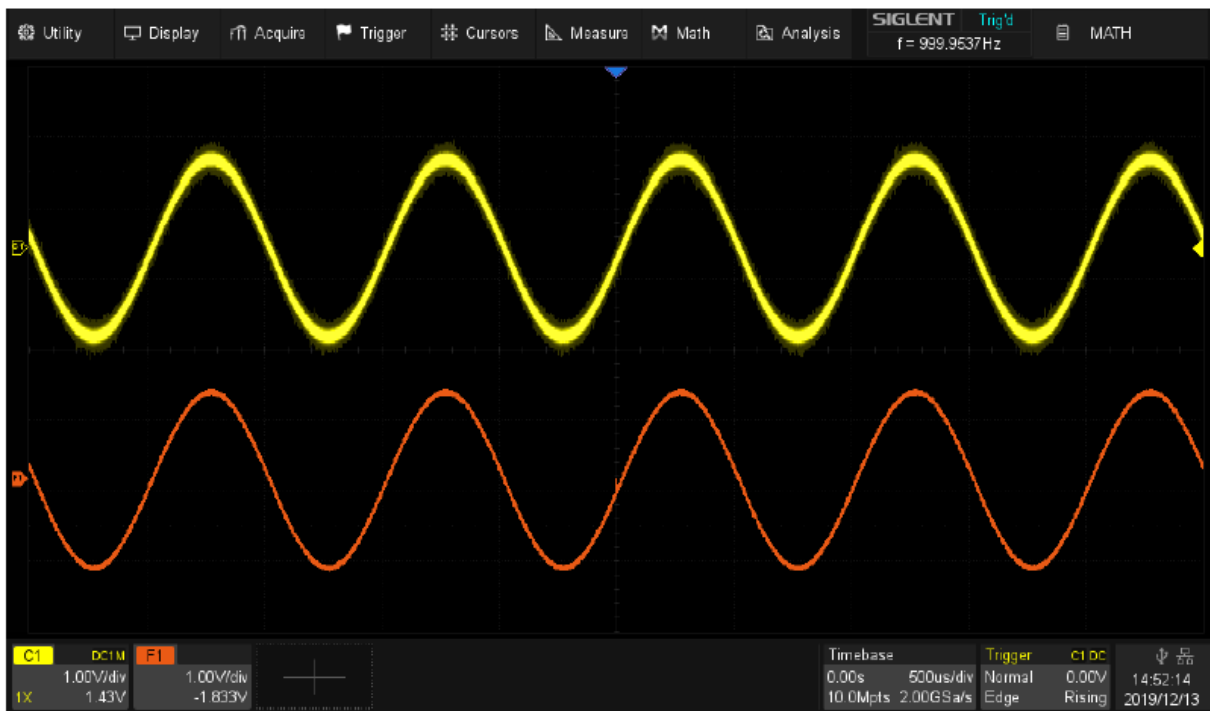 Utility Display Acquire Trigger Cursors Measure Math Analysis SIGLENT Trig'd MATH
f = 999.9537Hz
C1 DC1M F1 Timebase Trigger C1 DC
1.00V/div 1.00V/div 0.00s 500us/div Normal 0.00V 14:52:14
1X 1.43V -1.833V 10.0Mpts 2.00GSa/s Edge Rising 2019/12/13